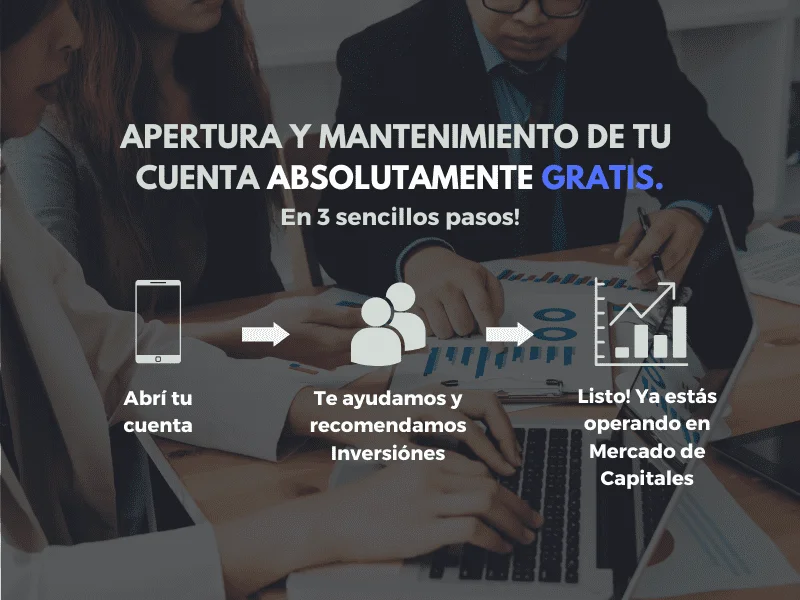 APERTURA Y MANTENIMIENTO DE TU
CUENTA ABSOLUTAMENTE GRATIS.
En 3 sencillos pasos!
Abrí tu
cuenta
Te ayudamos y
recomendamos
Inversiónes
Listo! Ya estás
operando en
Mercado de
Capitales